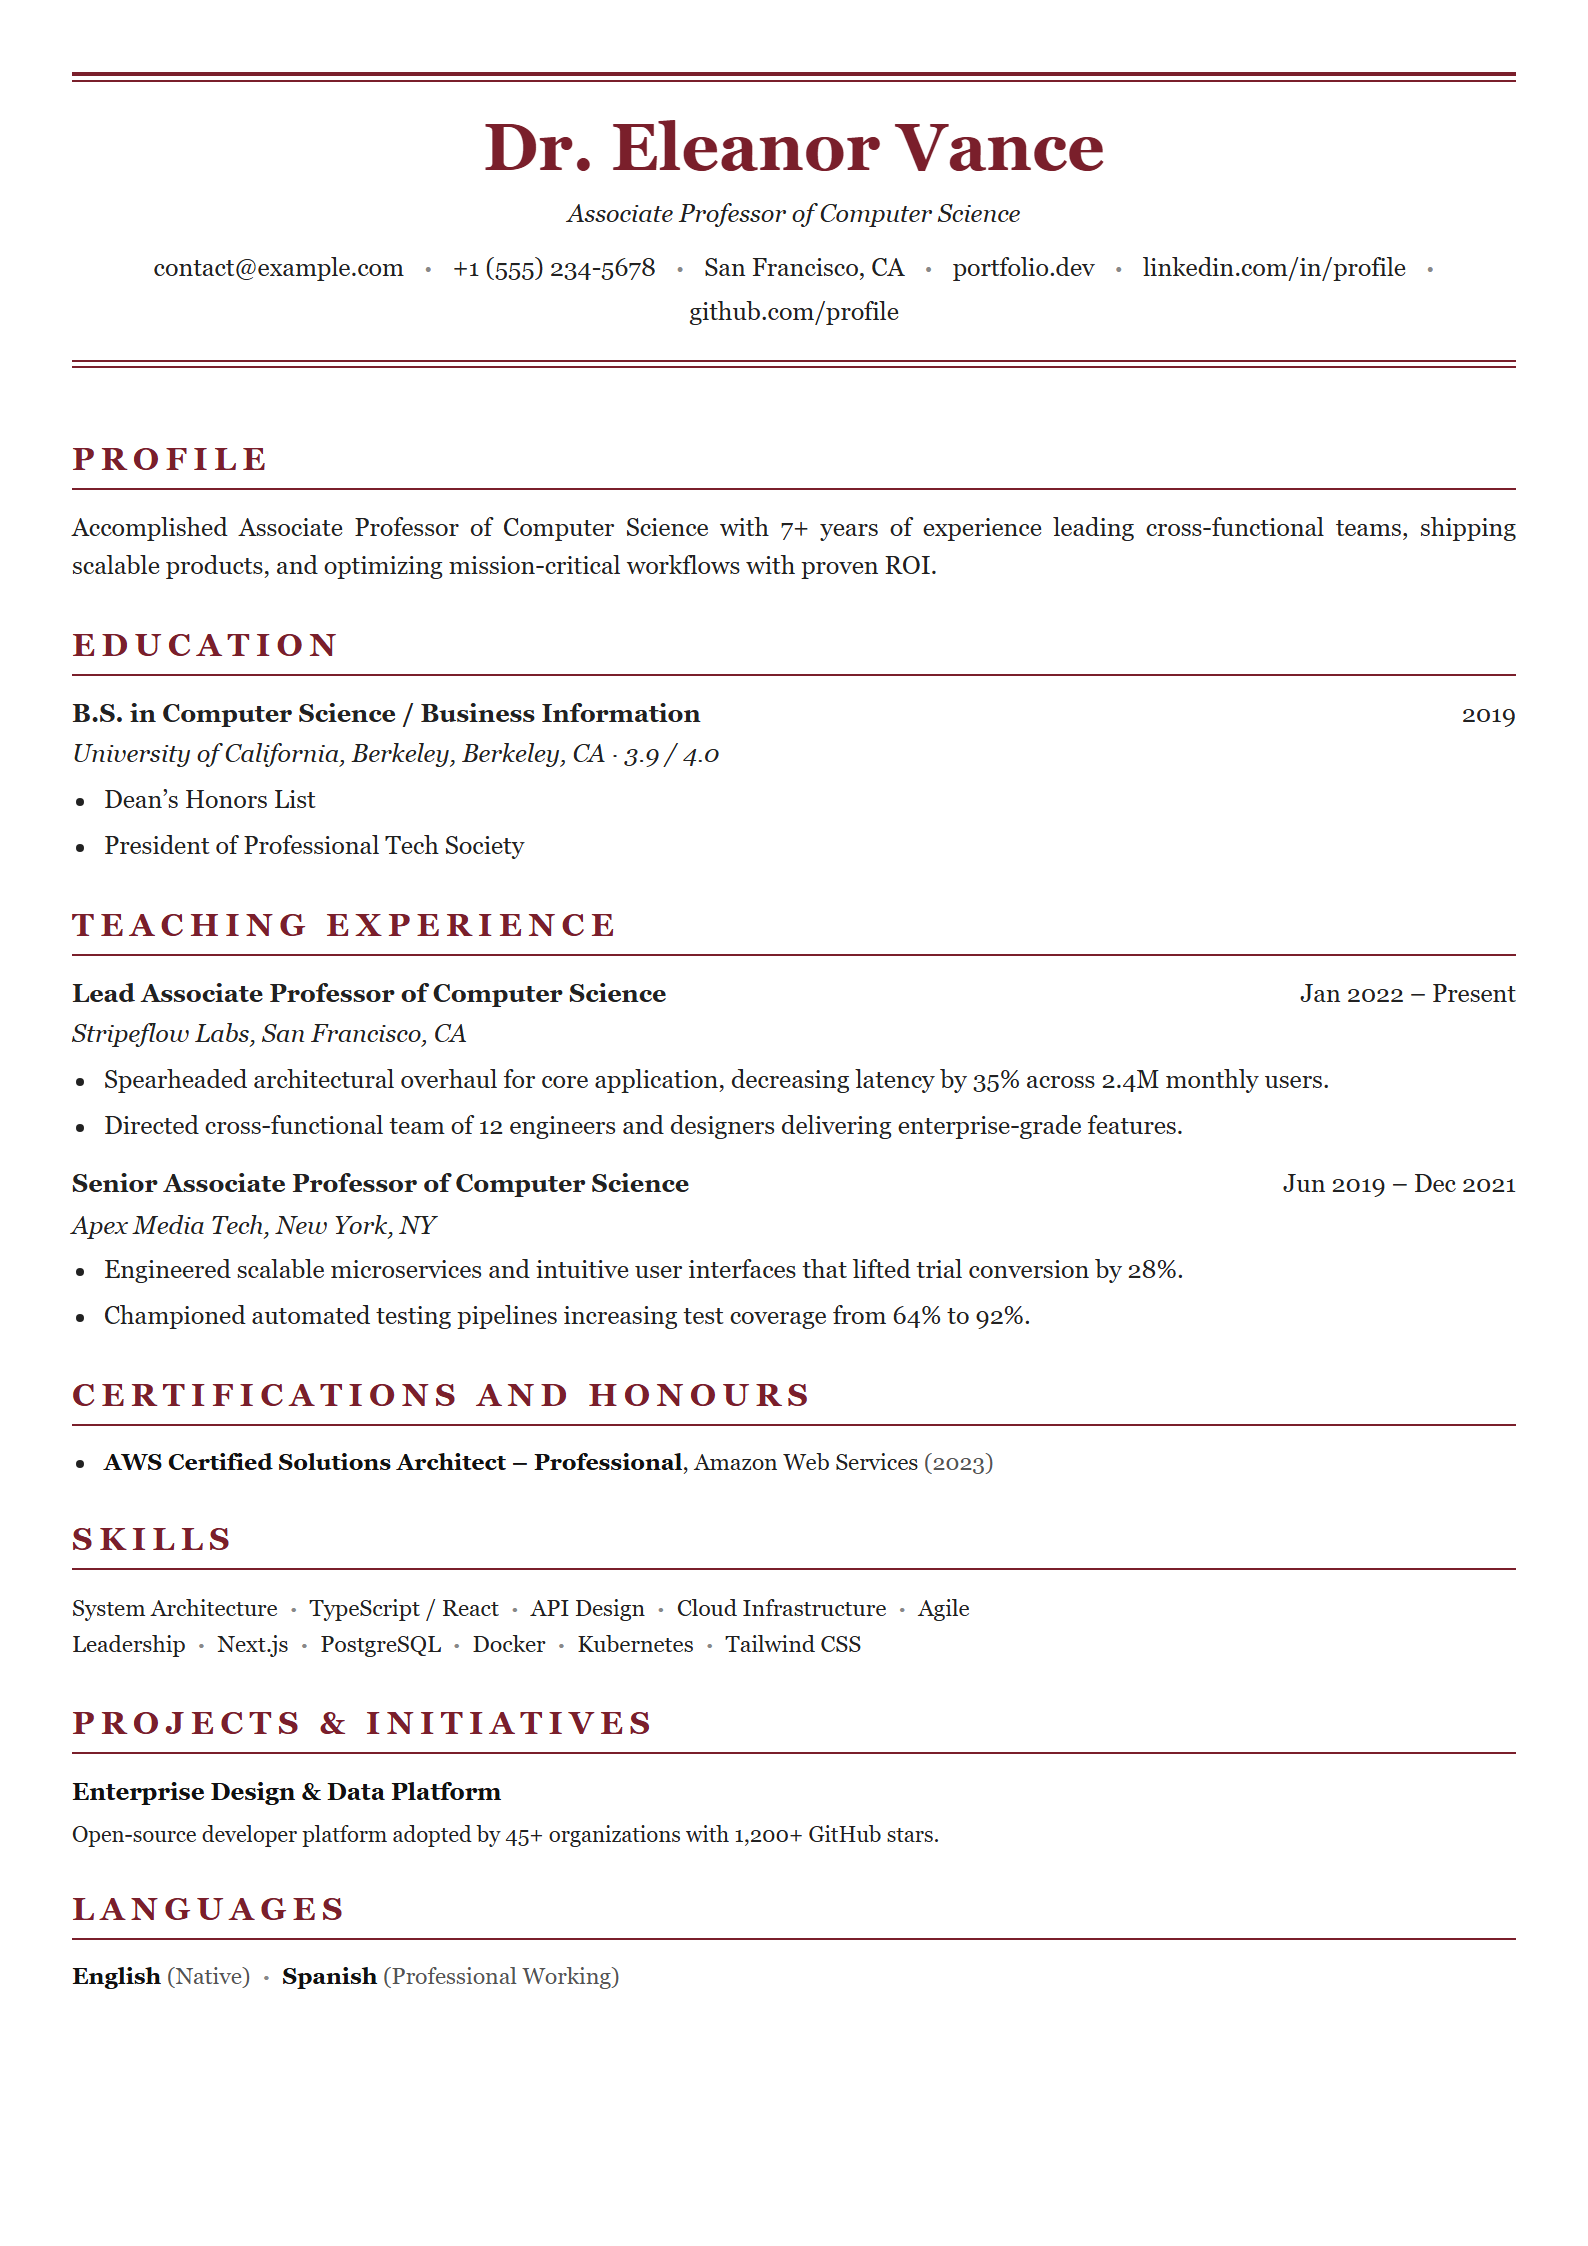 Dr. Eleanor Vance
Associate Professor of Computer Science
contact@example.com • +1 (555) 234-5678 • San Francisco, CA • portfolio.dev • linkedin.com/in/profile •
github.com/profile
PROFILE
Accomplished Associate Professor of Computer Science with 7+ years of experience leading cross-functional teams, shipping
scalable products, and optimizing mission-critical workflows with proven ROI.
EDUCATION
B.S. in Computer Science / Business Information 2019
University of California, Berkeley, Berkeley, CA · 3.9 / 4.0
• Dean’s Honors List
• President of Professional Tech Society
TEACHING EXPERIENCE
Lead Associate Professor of Computer Science Jan 2022 – Present
Stripeflow Labs, San Francisco, CA
• Spearheaded architectural overhaul for core application, decreasing latency by 35% across 2.4M monthly users.
• Directed cross-functional team of 12 engineers and designers delivering enterprise-grade features.
Senior Associate Professor of Computer Science Jun 2019 – Dec 2021
Apex Media Tech, New York, NY
• Engineered scalable microservices and intuitive user interfaces that lifted trial conversion by 28%.
• Championed automated testing pipelines increasing test coverage from 64% to 92%.
CERTIFICATIONS AND HONOURS
• AWS Certified Solutions Architect – Professional, Amazon Web Services (2023)
SKILLS
System Architecture • TypeScript / React • API Design • Cloud Infrastructure • Agile
Leadership • Next.js • PostgreSQL • Docker • Kubernetes • Tailwind CSS
PROJECTS & INITIATIVES
Enterprise Design & Data Platform
Open-source developer platform adopted by 45+ organizations with 1,200+ GitHub stars.
LANGUAGES
English (Native) • Spanish (Professional Working)